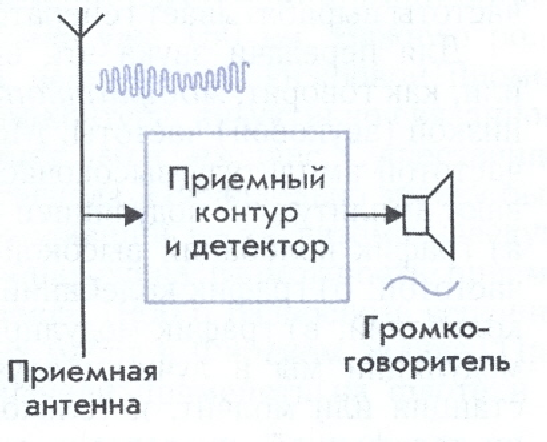 Приемный
контур
и детектор
Громко-
говоритель
Приемная
антенна